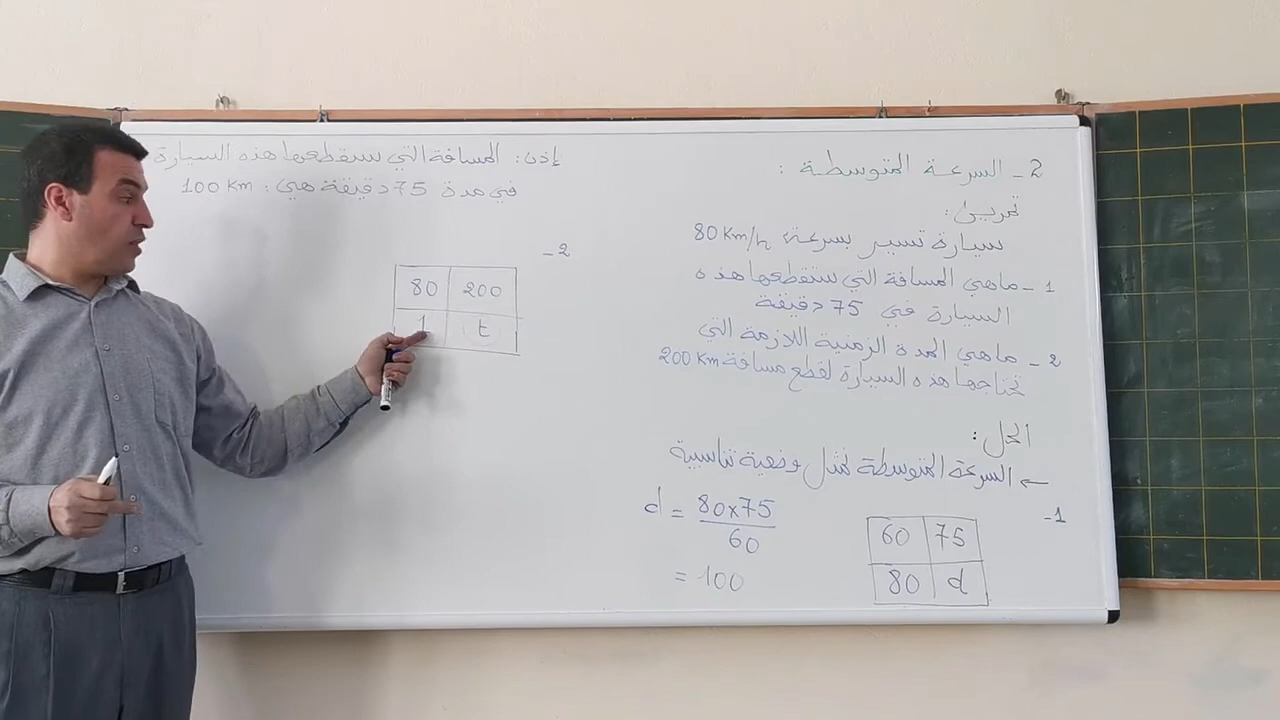 2 - السرعة المتوسطة :
تمرين :
سيارة تسير بسرعة 80 Km/h
1 - ماهي المسافة التي ستقطعها هذه
السيارة في 75 دقيقة
2 - ماهي المدة الزمنية اللازمة التي
تحتاجها هذه السيارة لقطع مسافة 200 Km
الحل :
← السرعة المتوسطة تمثل وضعية تناسبية
1 -
60 75
80 d
d = 80x75 / 60
= 100
إذن : المسافة التي ستقطعها هذه السيارة
في مدة 75 دقيقة هي : 100 Km
2 -
80 200
1 t